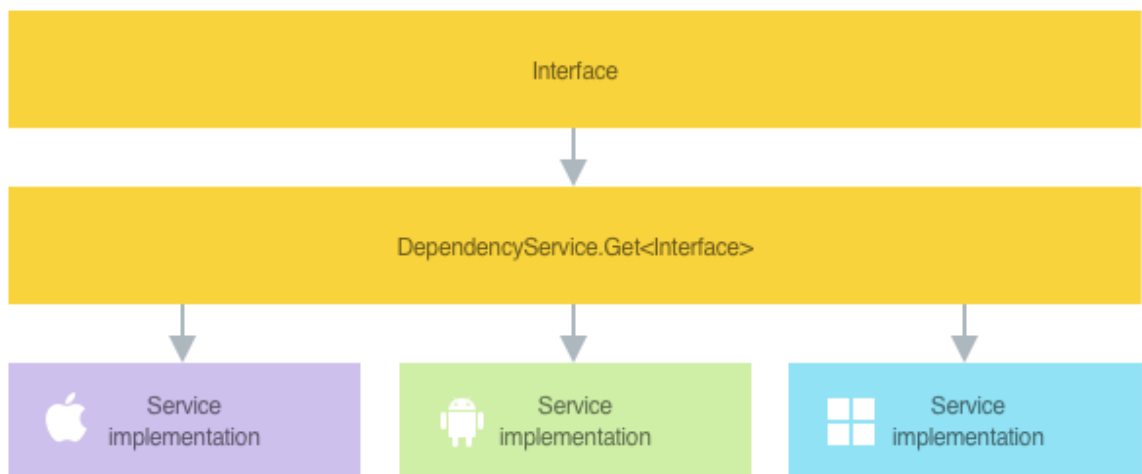 Interface
DependencyService.Get<Interface>
Service
implementation
Service
implementation
Service
implementation